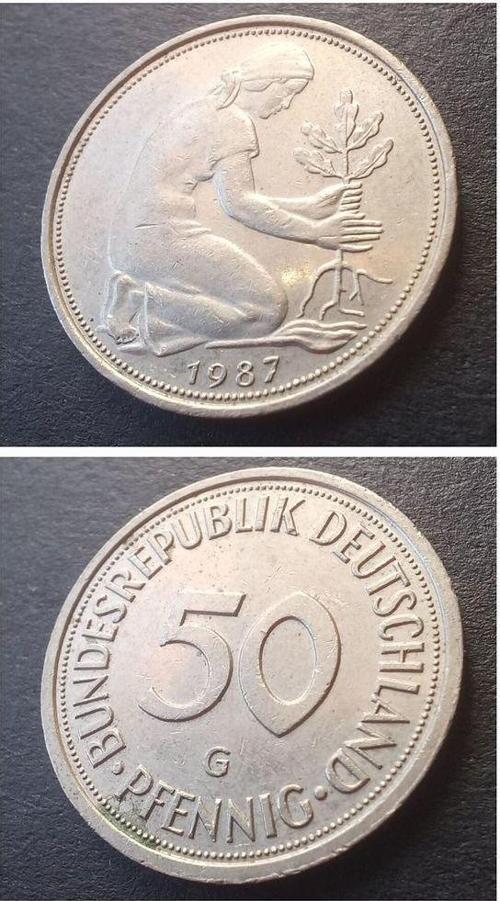 1987
BUNDESREPUBLIK DEUTSCHLAND
50
G
· PFENNIG ·